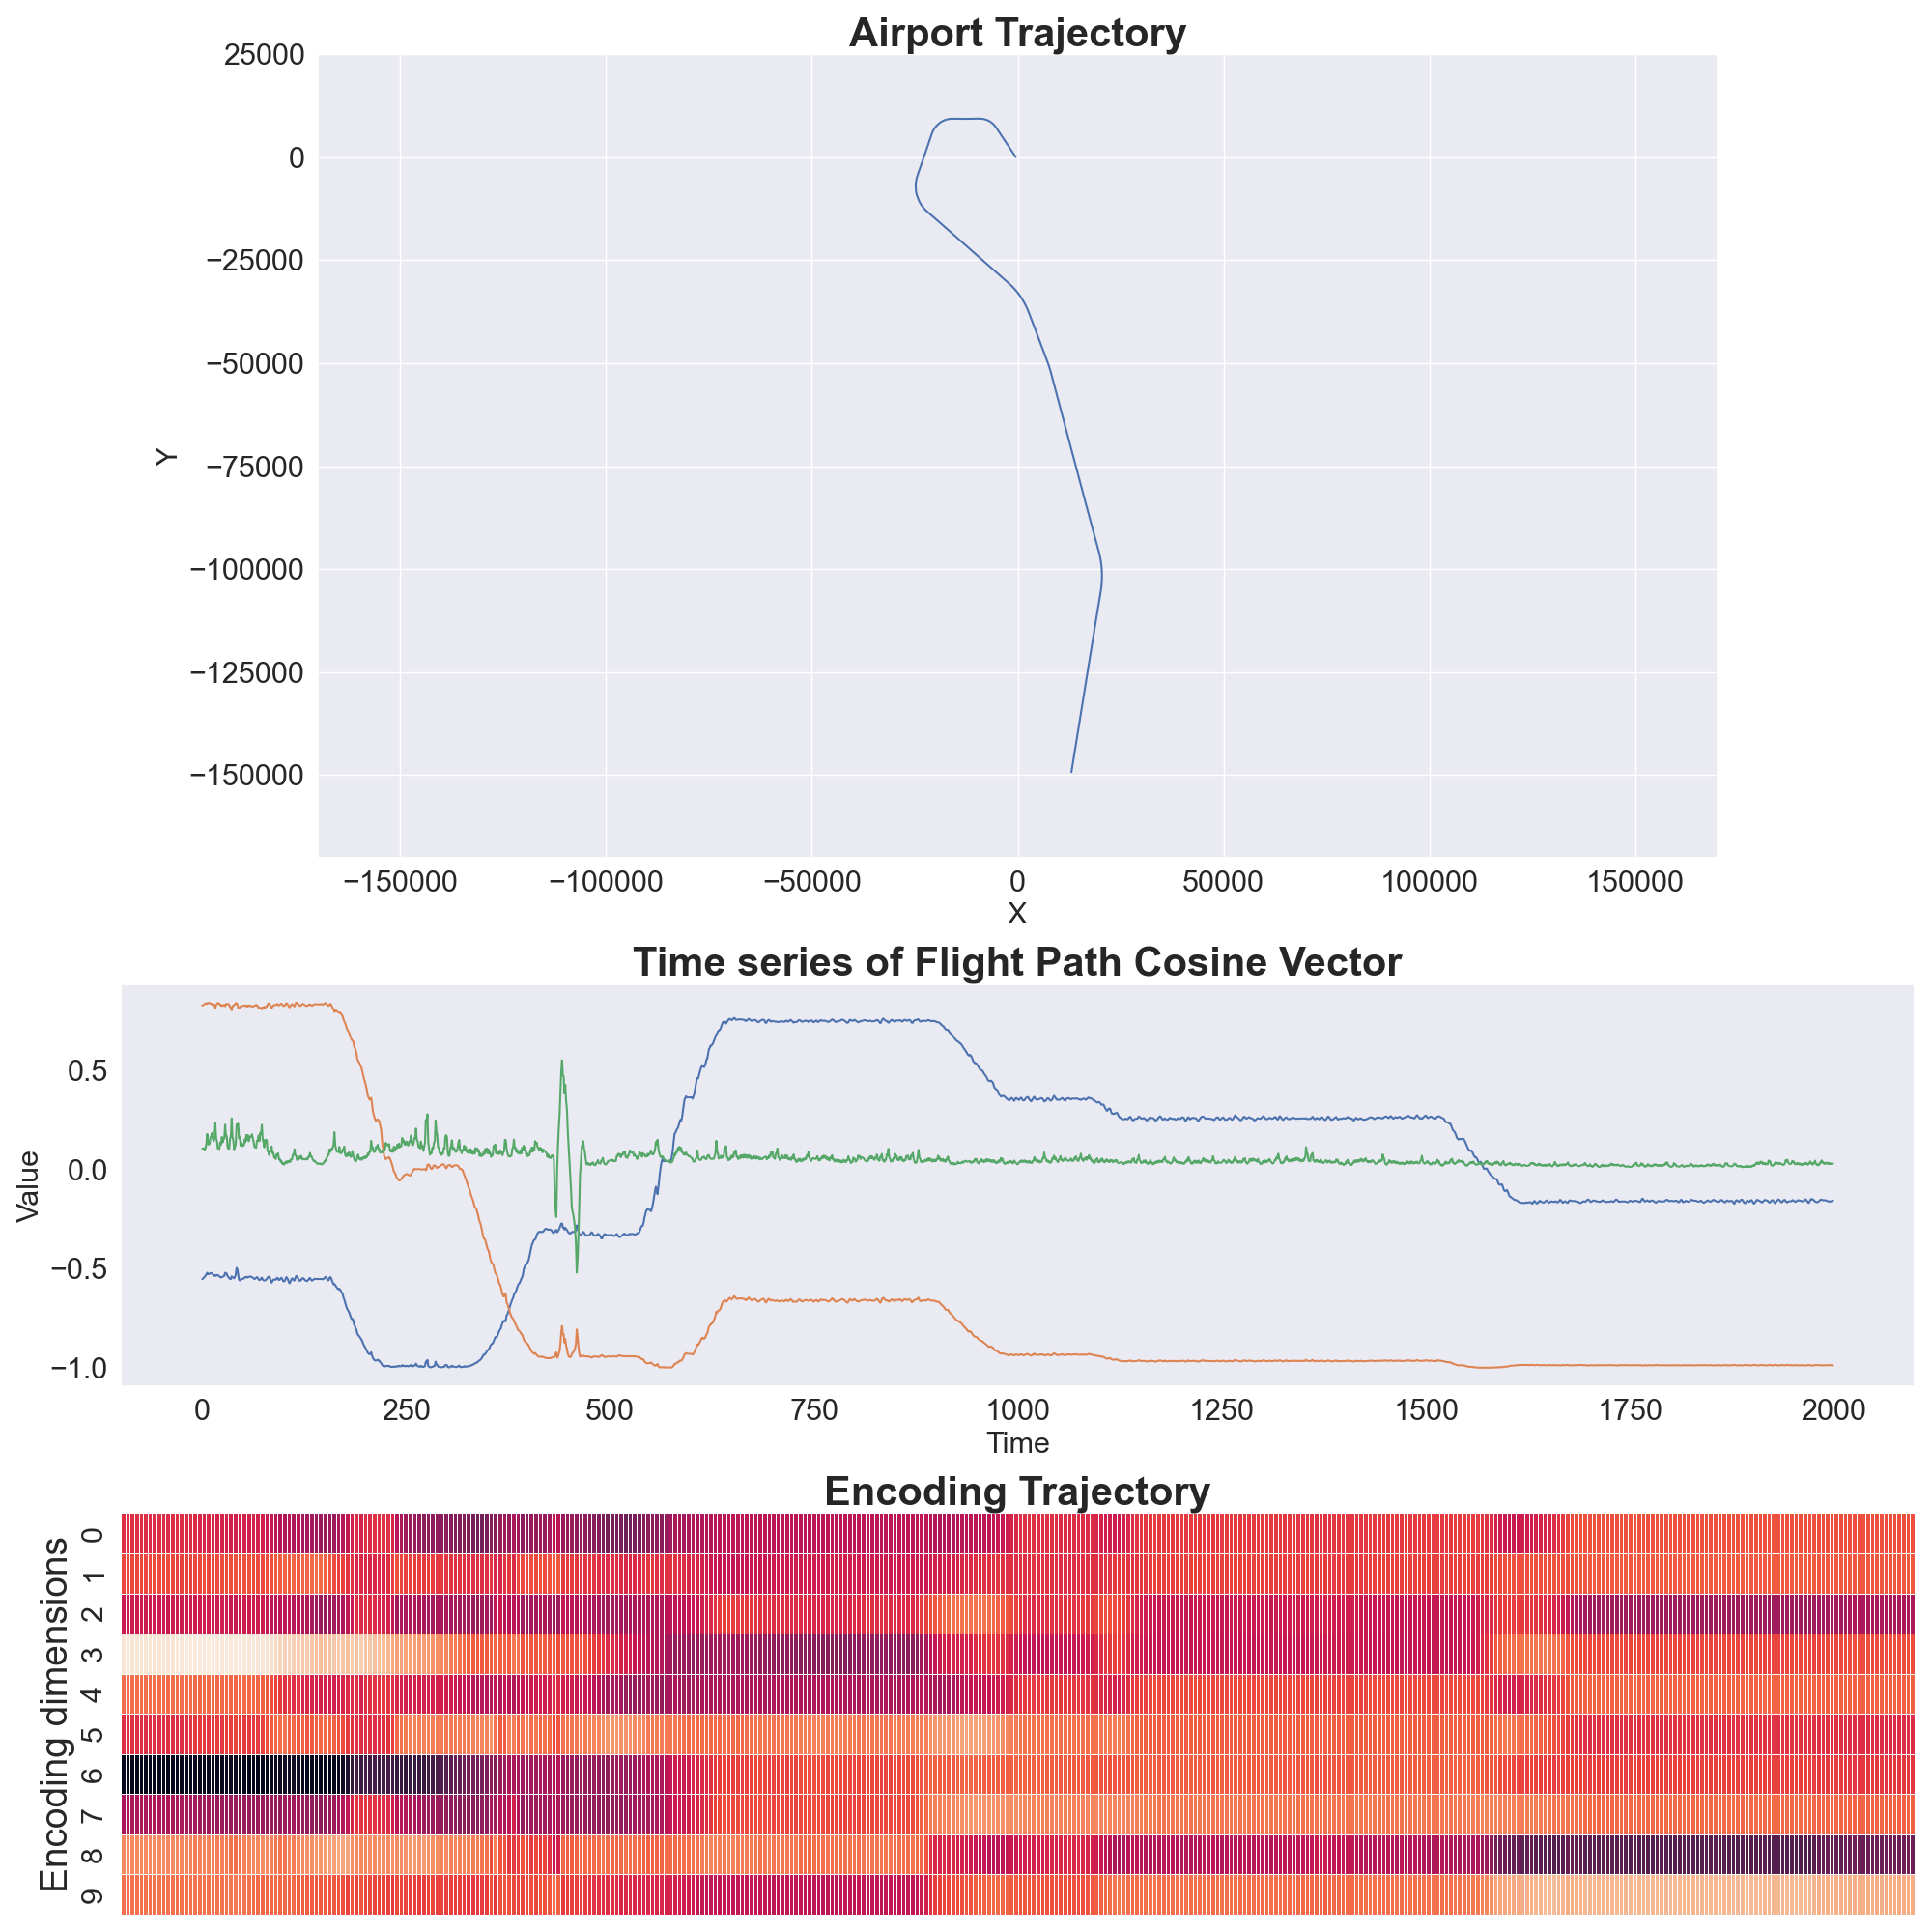 Airport Trajectory
25000
0
−25000
−50000
−75000
−100000
−125000
−150000
Y
−150000 −100000 −50000 0 50000 100000 150000
X
Time series of Flight Path Cosine Vector
0.5
0.0
−0.5
−1.0
Value
0 250 500 750 1000 1250 1500 1750 2000
Time
Encoding Trajectory
Encoding dimensions
0
1
2
3
4
5
6
7
8
9